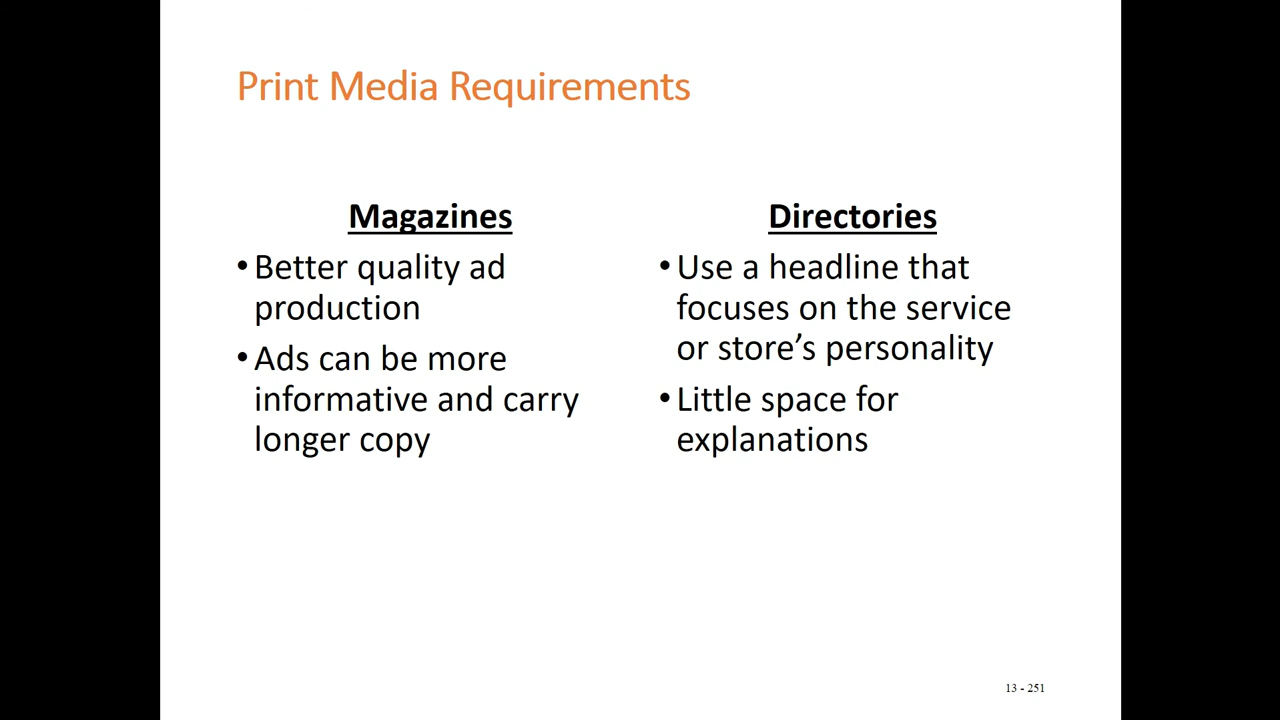 Print Media Requirements
Magazines
•Better quality ad
production
•Ads can be more
informative and carry
longer copy
Directories
•Use a headline that
focuses on the service
or store’s personality
•Little space for
explanations
13 - 251